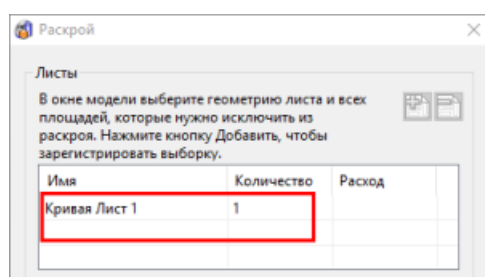 Раскрой
Листы
В окне модели выберите геометрию листа и всех
площадей, которые нужно
исключить из
раскроя. Нажмите кнопку Добавить, чтобы
зарегистрировать выборку.
Имя Количество Расход
Кривая Лист 1 1